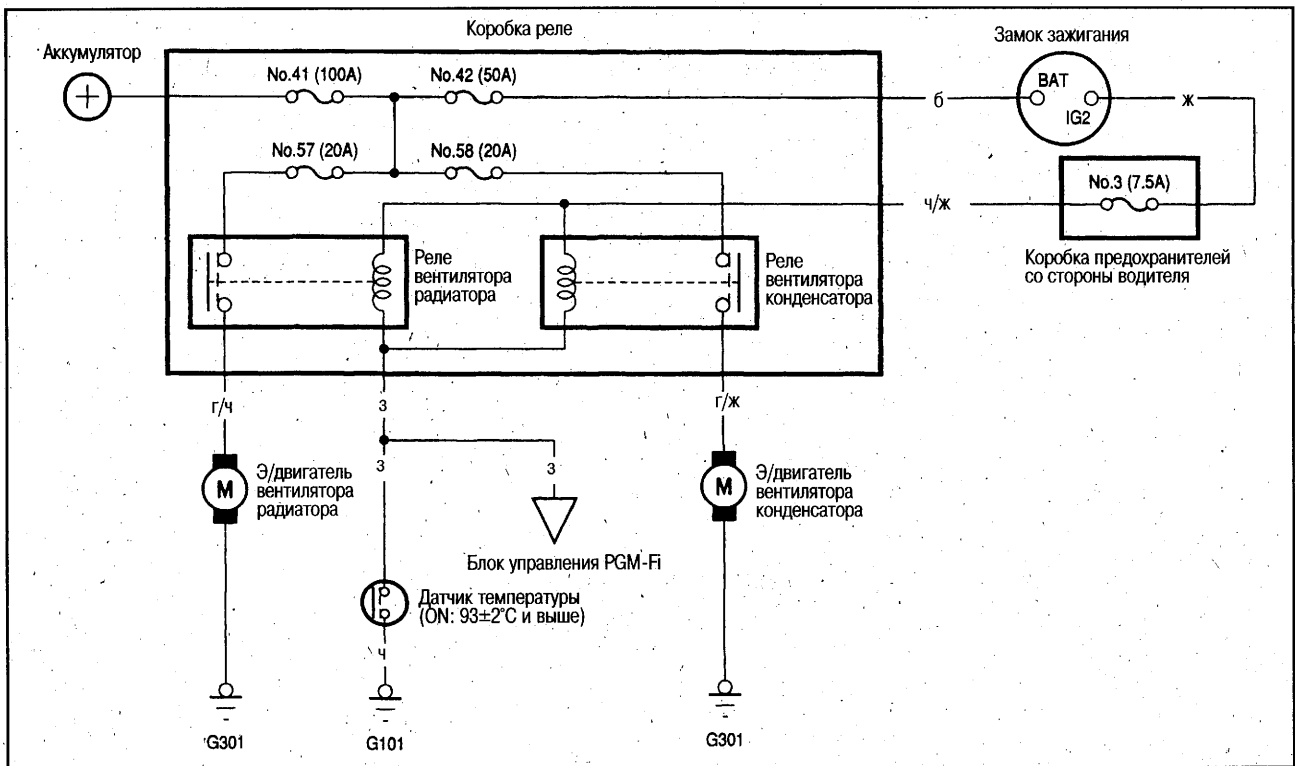 Коробка реле
Замок зажигания
Аккумулятор
No.41 (100A)
No.42 (50A)
BAT
IG2
б
ж
No.57 (20A)
No.58 (20A)
No.3 (7.5A)
ч/ж
Коробка предохранителей
со стороны водителя
Реле
вентилятора
радиатора
Реле
вентилятора
конденсатора
г/ч
з
г/ж
з
з
M
Э/двигатель
вентилятора
радиатора
M
Э/двигатель
вентилятора
конденсатора
Блок управления PGM-Fi
Датчик температуры
(ON: 93±2°C и выше)
ч
G301
G101
G301